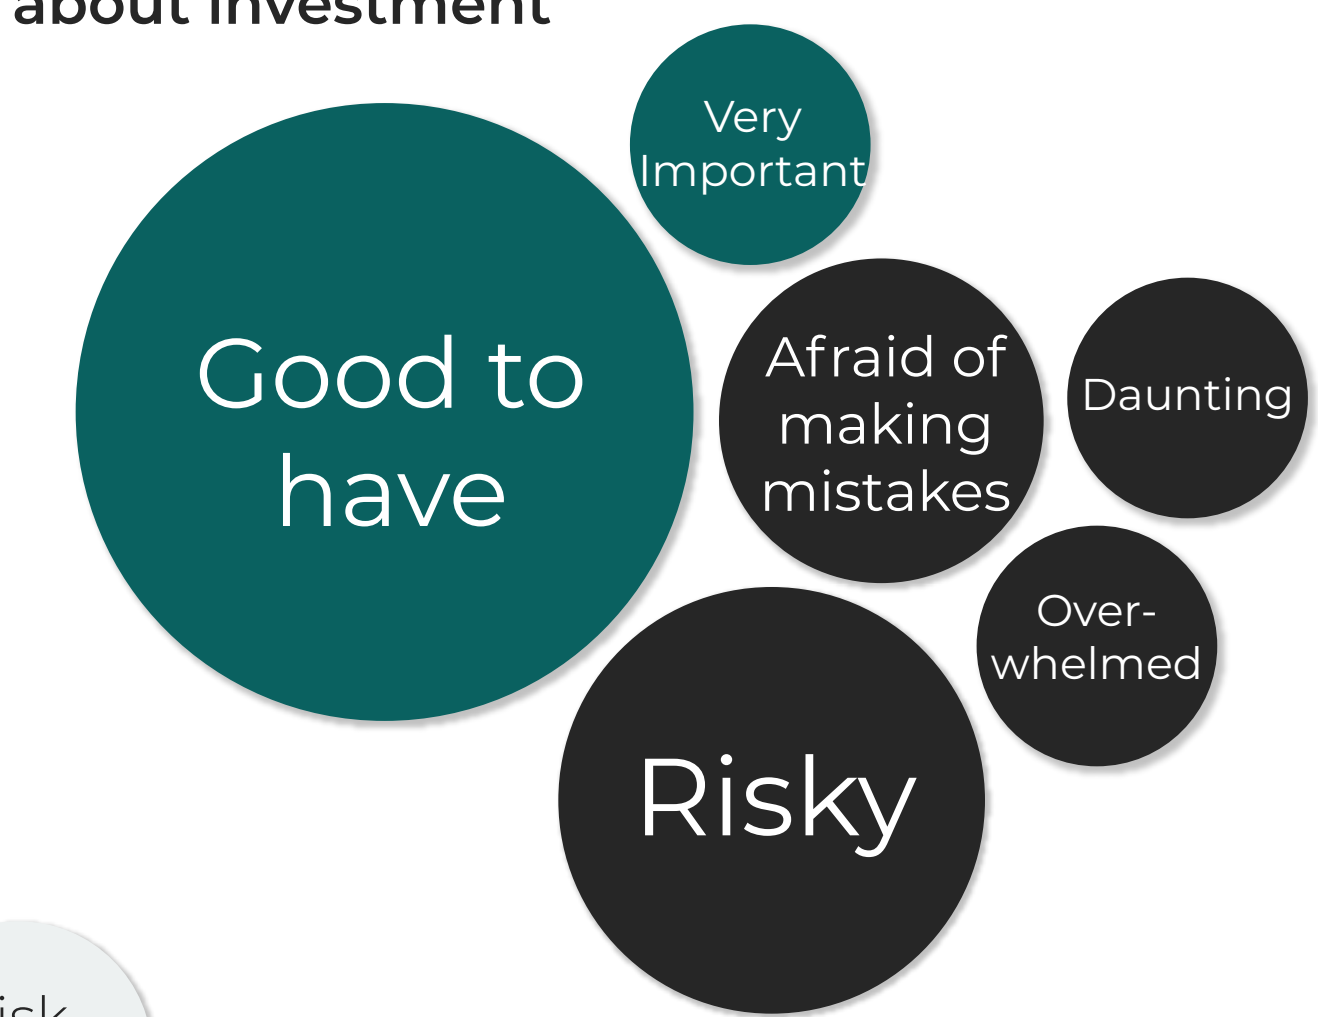 about investment
Very
Important
Good to
have
Afraid of
making
mistakes
Daunting
Over-
whelmed
Risky